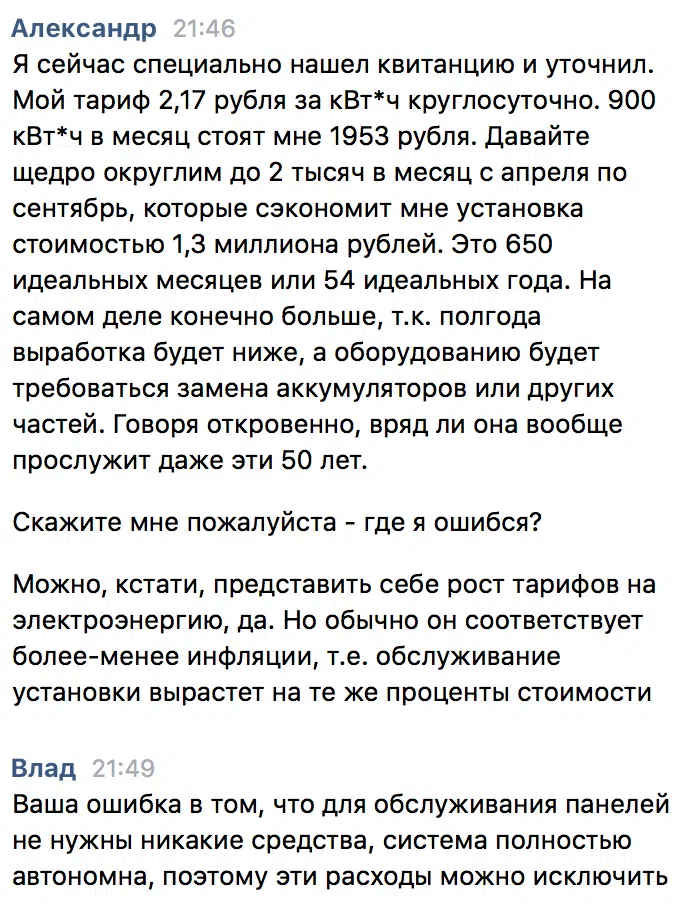 Александр 21:46
Я сейчас специально нашел квитанцию и уточнил.
Мой тариф 2,17 рубля за кВт*ч круглосуточно. 900
кВт*ч в месяц стоят мне 1953 рубля. Давайте
щедро округлим до 2 тысяч в месяц с апреля по
сентябрь, которые сэкономит мне установка
стоимостью 1,3 миллиона рублей. Это 650
идеальных месяцев или 54 идеальных года. На
самом деле конечно больше, т.к. полгода
выработка будет ниже, а оборудованию будет
требоваться замена аккумуляторов или других
частей. Говоря откровенно, вряд ли она вообще
прослужит даже эти 50 лет.
Скажите мне пожалуйста - где я ошибся?
Можно, кстати, представить себе рост тарифов на
электроэнергию, да. Но обычно он соответствует
более-менее инфляции, т.е. обслуживание
установки вырастет на те же проценты стоимости
Влад 21:49
Ваша ошибка в том, что для обслуживания панелей
не нужны никакие средства, система полностью
автономна, поэтому эти расходы можно исключить